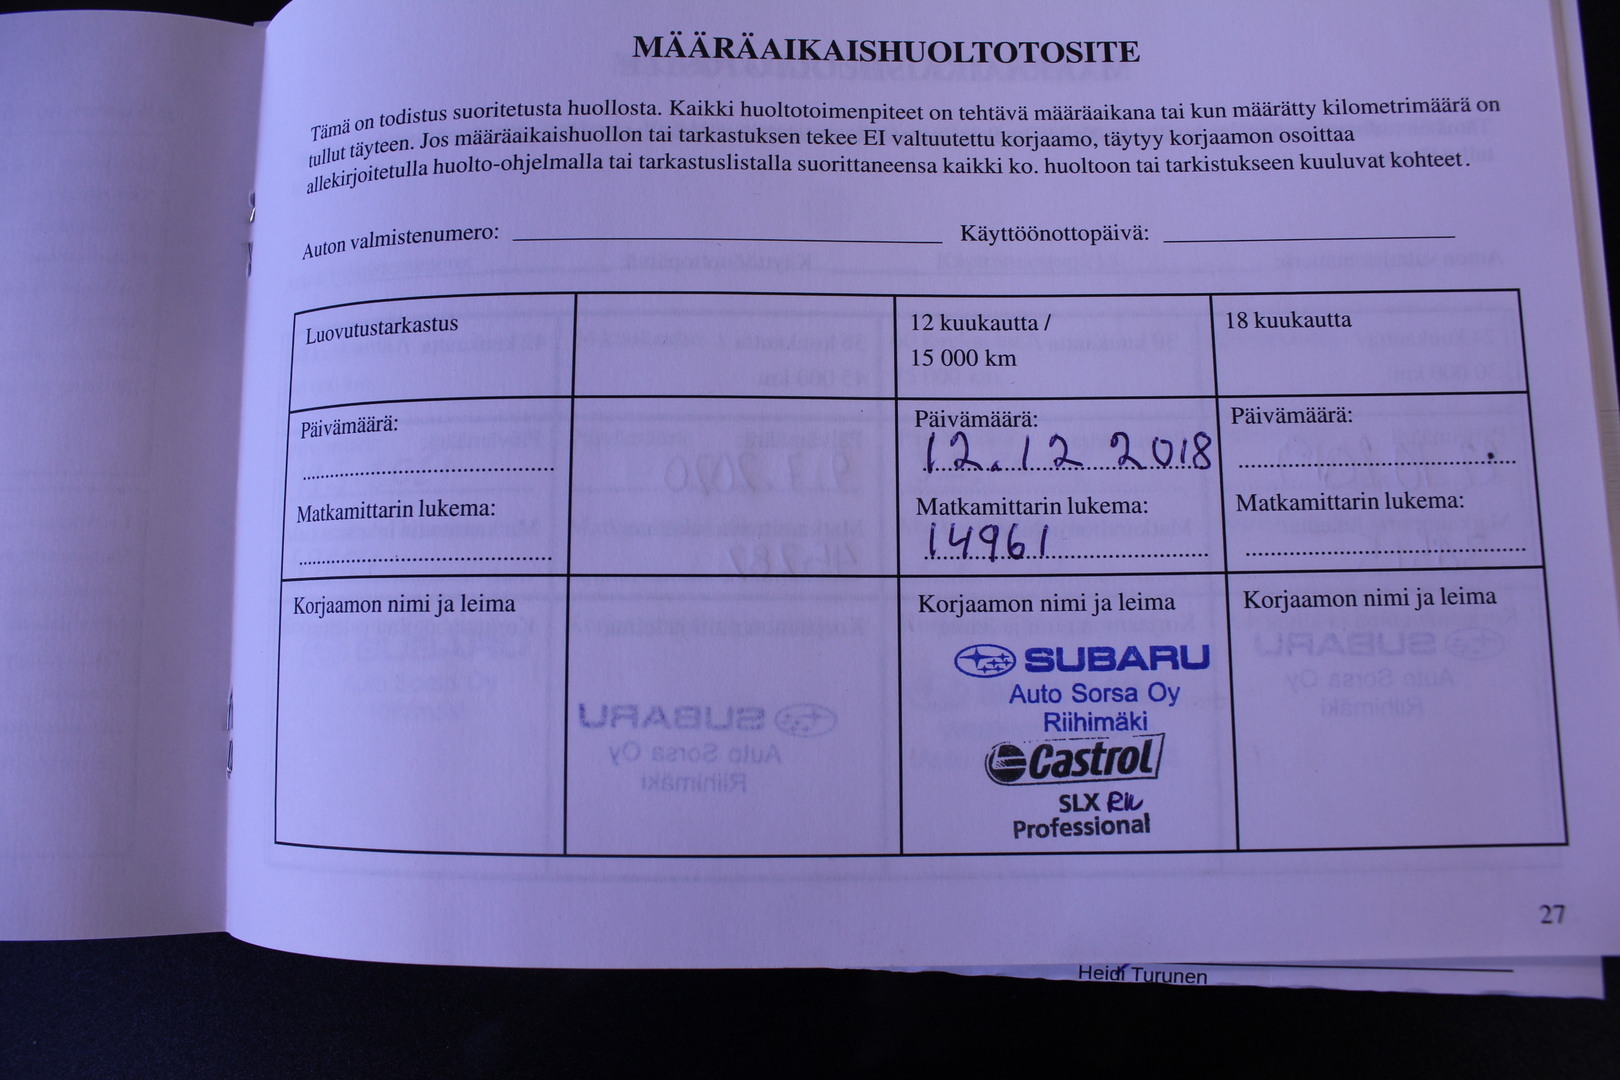 MÄÄRÄAIKAISHUOLTOTOSITE
Tämä on todistus suoritetusta huollosta. Kaikki huoltotoimenpiteet on tehtävä määräaikana tai kun määrätty kilometrimäärä on
tullut täyteen. Jos määräaikaishuollon tai tarkastuksen tekee EI valtuutettu korjaamo, täytyy korjaamon osoittaa
allekirjoitetulla huolto-ohjelmalla tai tarkastuslistalla suorittaneensa kaikki ko. huoltoon tai tarkistukseen kuuluvat kohteet.
Auton valmistenumero: Käyttöönottopäivä:
Luovutustarkastus
Päivämäärä:
Matkamittarin lukema:
Korjaamon nimi ja leima
12 kuukautta /
15 000 km
Päivämäärä:
12.12 2018
Matkamittarin lukema:
14961
Korjaamon nimi ja leima
SUBARU
Auto Sorsa Oy
Riihimäki
Castrol
SLX
Professional
18 kuukautta
Päivämäärä:
Matkamittarin lukema:
Korjaamon nimi ja leima
27
Heidi Turunen